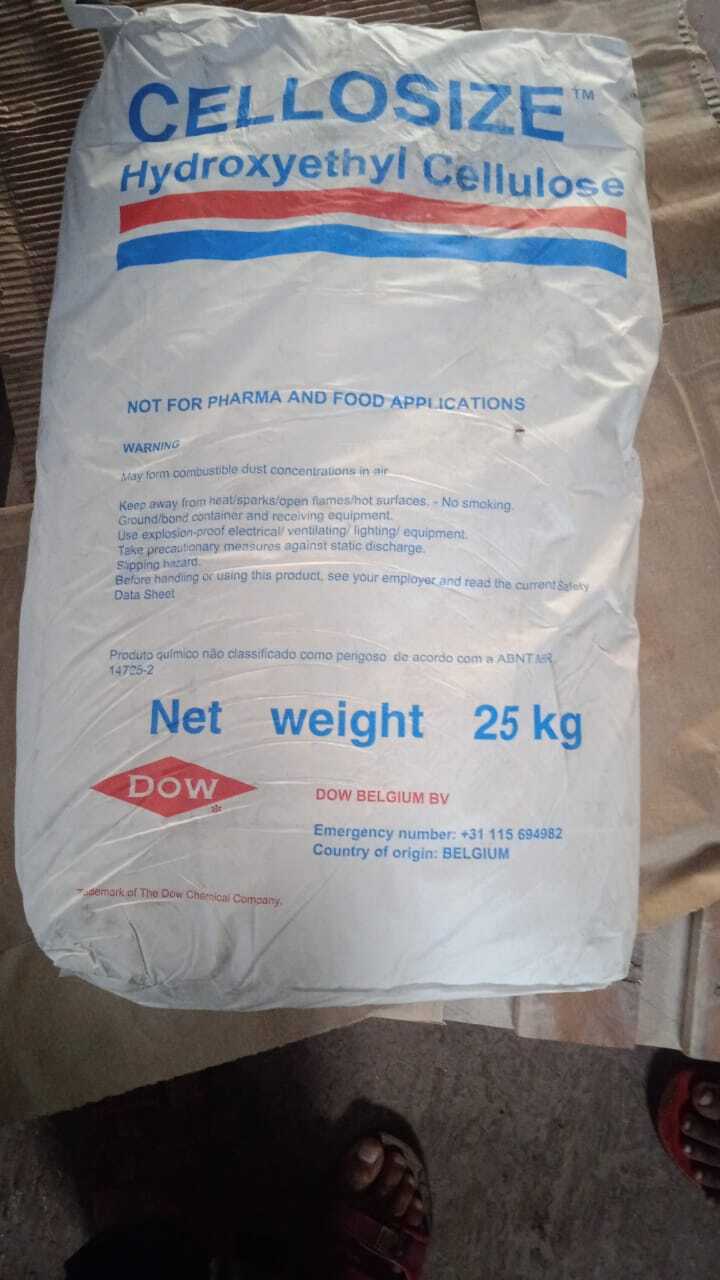 CELLOSIZE™
Hydroxyethyl Cellulose
NOT FOR PHARMA AND FOOD APPLICATIONS
WARNING
May form combustible dust concentrations in air
Keep away from heat/sparks/open flames/hot surfaces. - No smoking.
Ground/bond container and receiving equipment.
Use explosion-proof electrical/ ventilating/ lighting/ equipment.
Take precautionary measures against static discharge.
Slipping hazard.
Before handling or using this product, see your employer and read the current Safety
Data Sheet
Produto químico não classificado como perigoso de acordo com a ABNT NBR
14725-2
Net weight 25 kg
DOW
DOW BELGIUM BV
Emergency number: +31 115 694982
Country of origin: BELGIUM
Trademark of The Dow Chemical Company.